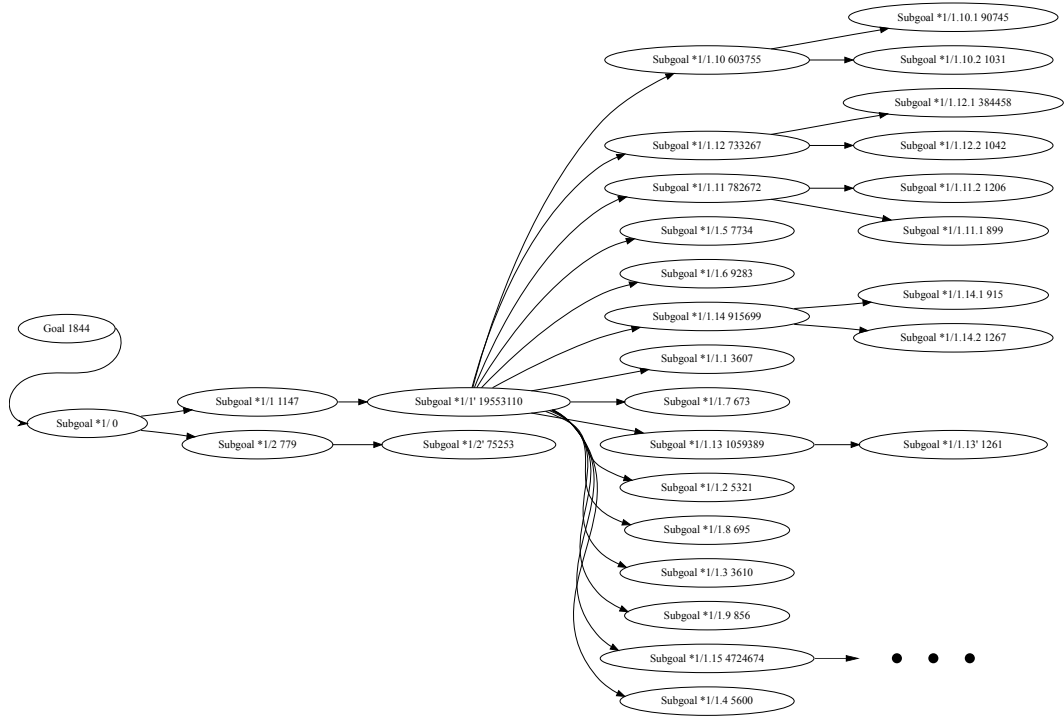 Subgoal *1/1.10.1 90745
Subgoal *1/1.10 603755
Subgoal *1/1.10.2 1031
Subgoal *1/1.12.1 384458
Subgoal *1/1.12 733267
Subgoal *1/1.12.2 1042
Subgoal *1/1.11 782672
Subgoal *1/1.11.2 1206
Subgoal *1/1.5 7734
Subgoal *1/1.11.1 899
Subgoal *1/1.6 9283
Subgoal *1/1.14.1 915
Subgoal *1/1.14 915699
Goal 1844
Subgoal *1/1.14.2 1267
Subgoal *1/1.1 3607
Subgoal *1/1 1147
Subgoal *1/1' 19553110
Subgoal *1/1.7 673
Subgoal *1/ 0
Subgoal *1/2 779
Subgoal *1/2' 75253
Subgoal *1/1.13 1059389
Subgoal *1/1.13' 1261
Subgoal *1/1.2 5321
Subgoal *1/1.8 695
Subgoal *1/1.3 3610
Subgoal *1/1.9 856
Subgoal *1/1.15 4724674
Subgoal *1/1.4 5600